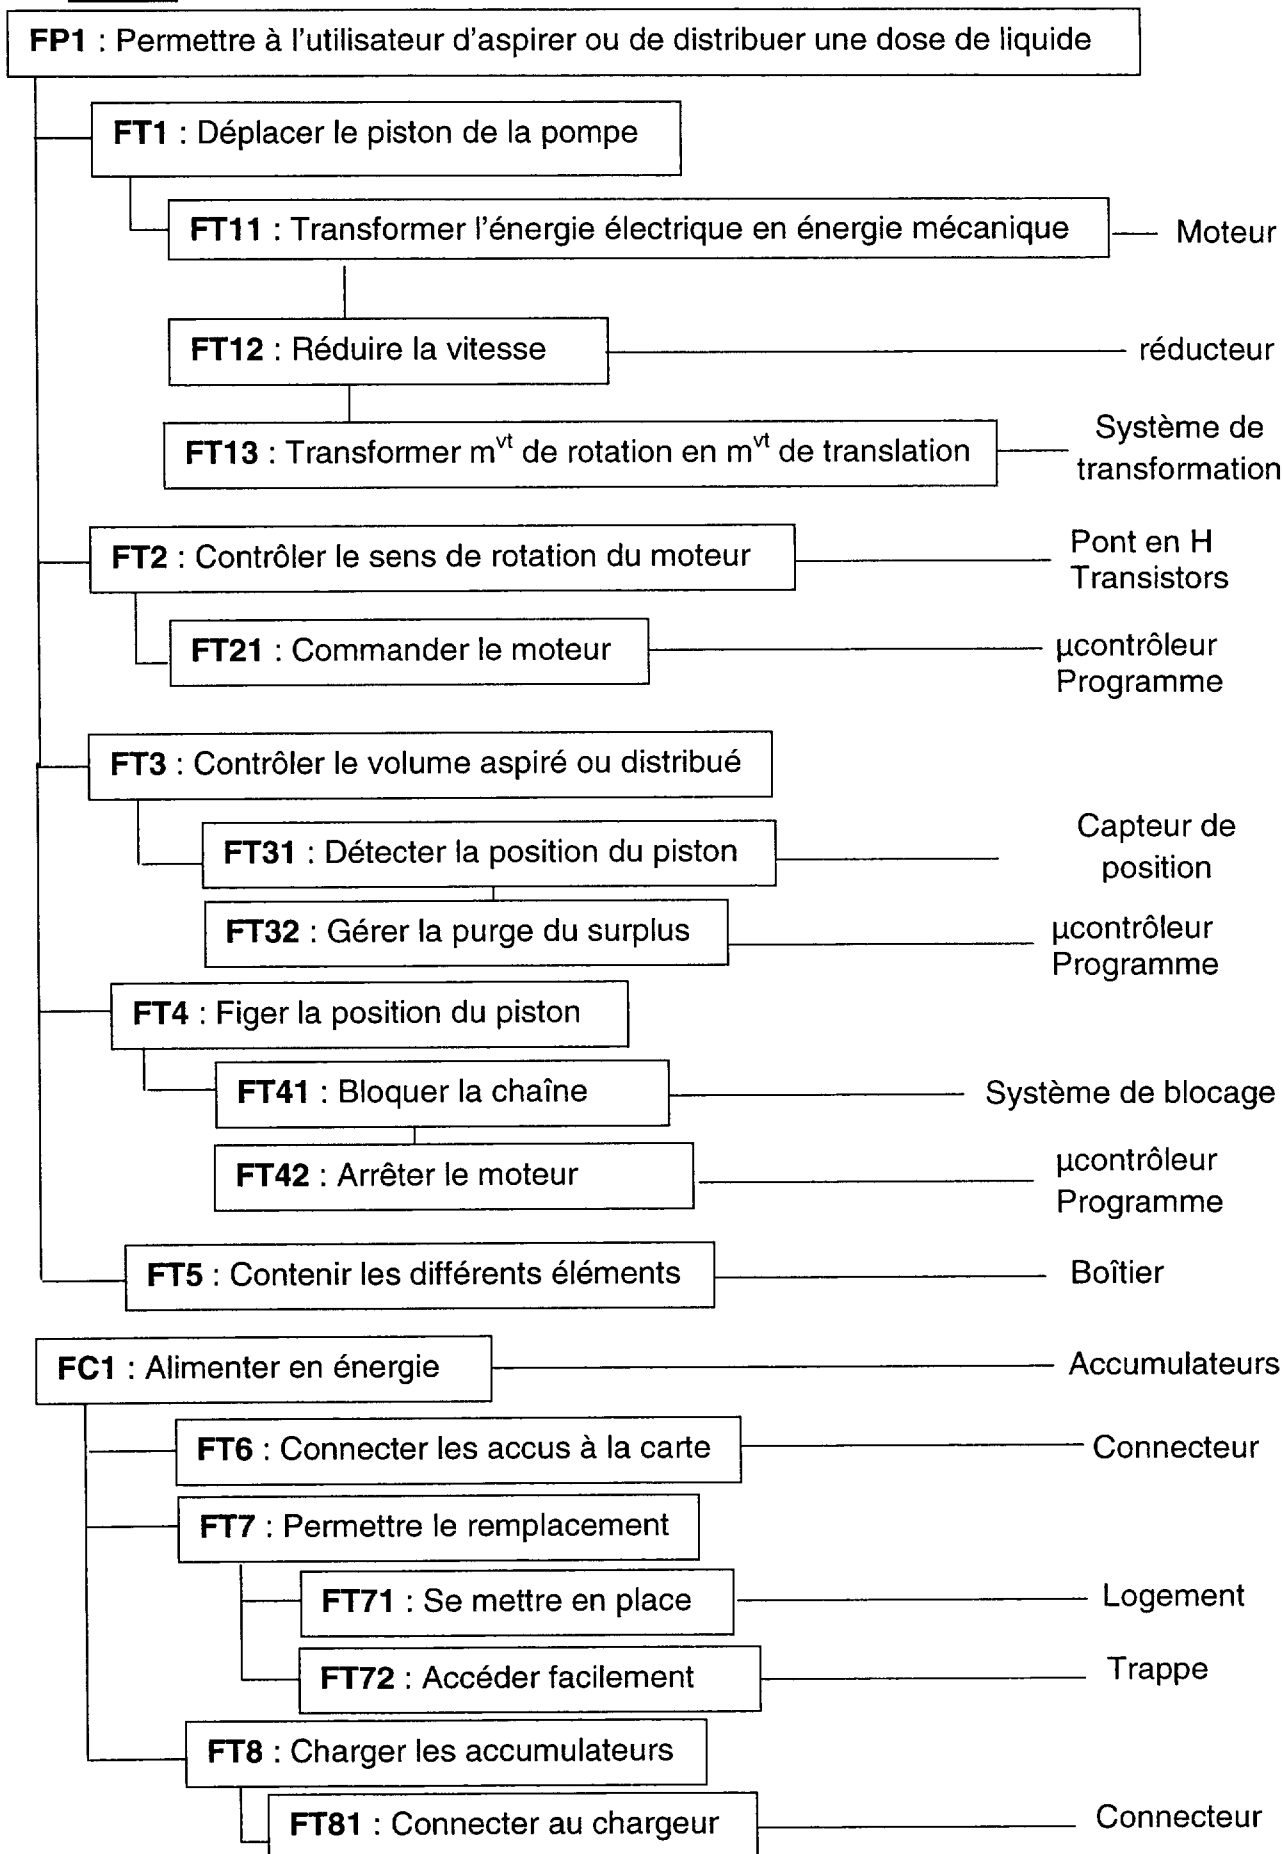 FP1 : Permettre à l'utilisateur d'aspirer ou de distribuer une dose de liquide
FT1 : Déplacer le piston de la pompe
FT11 : Transformer l'énergie électrique en énergie mécanique
Moteur
FT12 : Réduire la vitesse
réducteur
FT13 : Transformer mvt de rotation en mvt de translation
Système de
transformation
FT2 : Contrôler le sens de rotation du moteur
Pont en H
Transistors
FT21 : Commander le moteur
µcontrôleur
Programme
FT3 : Contrôler le volume aspiré ou distribué
FT31 : Détecter la position du piston
Capteur de
position
FT32 : Gérer la purge du surplus
µcontrôleur
Programme
FT4 : Figer la position du piston
FT41 : Bloquer la chaîne
Système de blocage
FT42 : Arrêter le moteur
µcontrôleur
Programme
FT5 : Contenir les différents éléments
Boîtier
FC1 : Alimenter en énergie
Accumulateurs
FT6 : Connecter les accus à la carte
Connecteur
FT7 : Permettre le remplacement
FT71 : Se mettre en place
Logement
FT72 : Accéder facilement
Trappe
FT8 : Charger les accumulateurs
FT81 : Connecter au chargeur
Connecteur